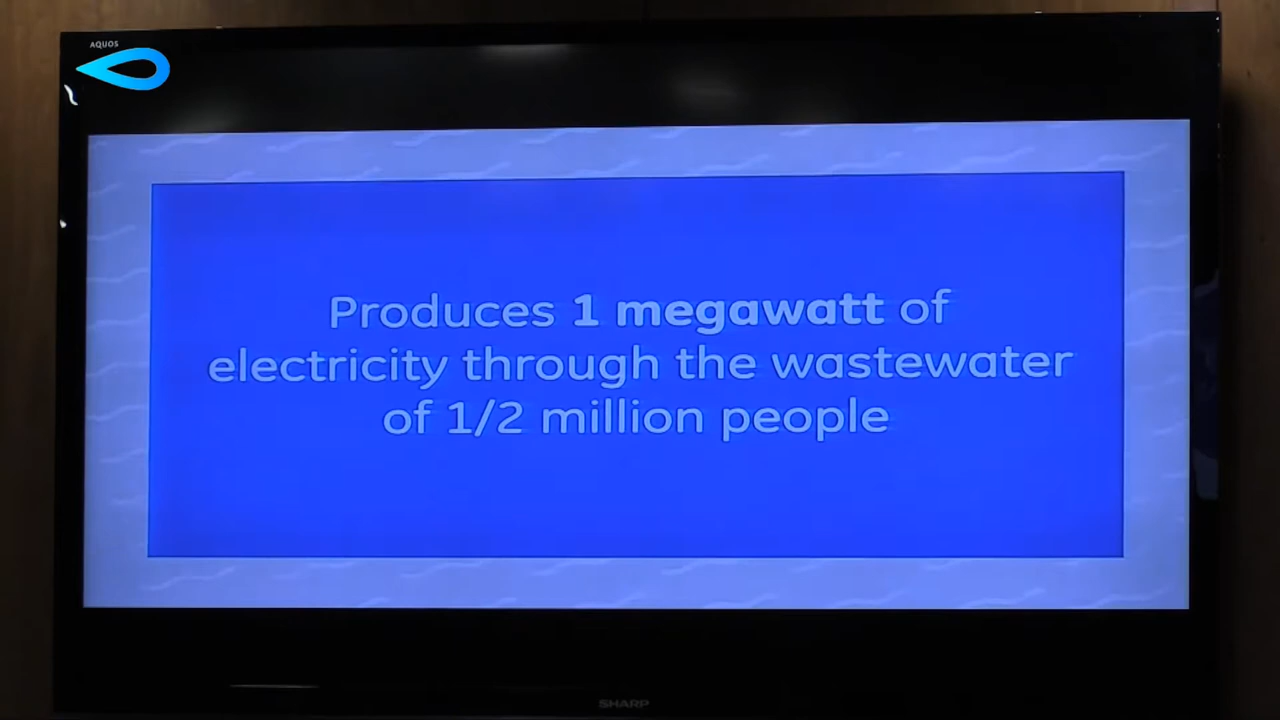 AQUOS
Produces 1 megawatt of
electricity through the wastewater
of 1/2 million people
SHARP